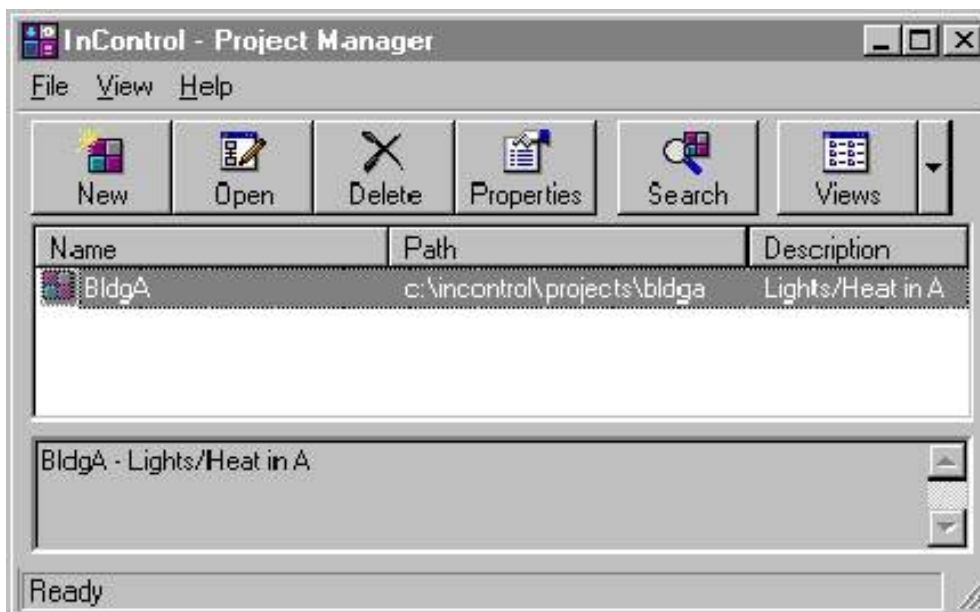 InControl - Project Manager
File View Help
New Open Delete Properties Search Views
Name Path Description
BldgA c:\incontrol\projects\bldga Lights/Heat in A
BldgA - Lights/Heat in A
Ready